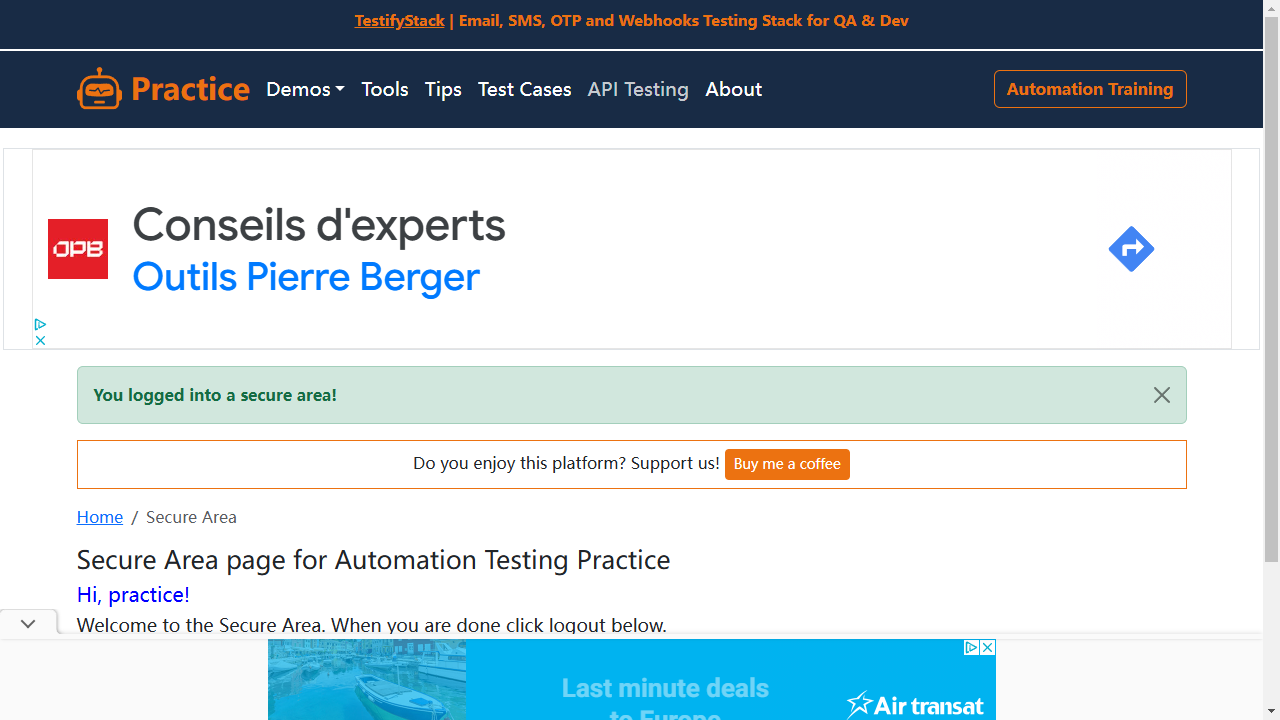 TestifyStack | Email, SMS, OTP and Webhooks Testing Stack for QA & Dev
Practice Demos Tools Tips Test Cases API Testing About Automation Training
JPB
Conseils d'experts
Outils Pierre Berger
You logged into a secure area!
Do you enjoy this platform? Support us! Buy me a coffee
Home / Secure Area
Secure Area page for Automation Testing Practice
Hi, practice!
Welcome to the Secure Area. When you are done click logout below.
Last minute deals
to Europe
Air transat